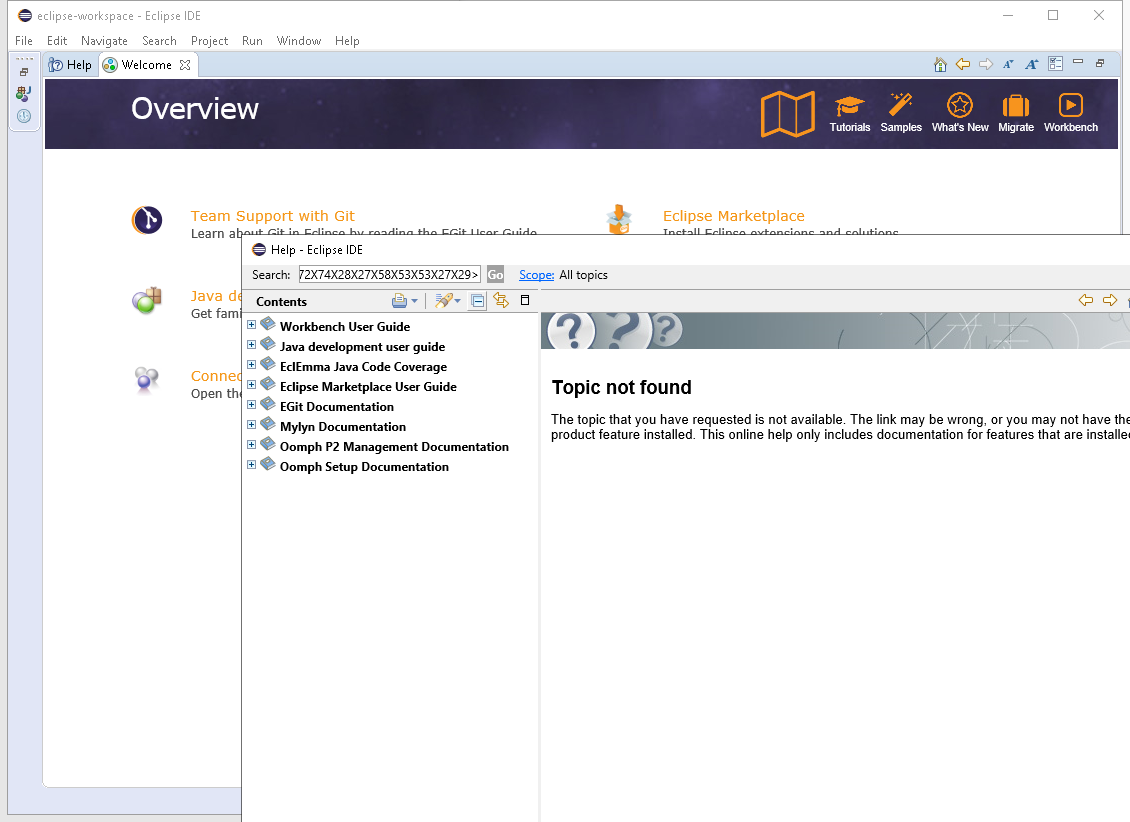 eclipse-workspace - Eclipse IDE
File Edit Navigate Search Project Run Window Help
Help Welcome
Overview
Tutorials Samples What's New Migrate Workbench
Team Support with Git
Learn about Git in Eclipse by reading the EGit User Guide
Eclipse Marketplace
Install Eclipse extensions and solutions
Java de
Get fami
Connec
Open the
Help - Eclipse IDE
Search: 72X74X28X27X58X53X53X27X29> Go Scope: All topics
Contents
Workbench User Guide
Java development user guide
EclEmma Java Code Coverage
Eclipse Marketplace User Guide
EGit Documentation
Mylyn Documentation
Oomph P2 Management Documentation
Oomph Setup Documentation
Topic not found
The topic that you have requested is not available. The link may be wrong, or you may not have the
product feature installed. This online help only includes documentation for features that are installed